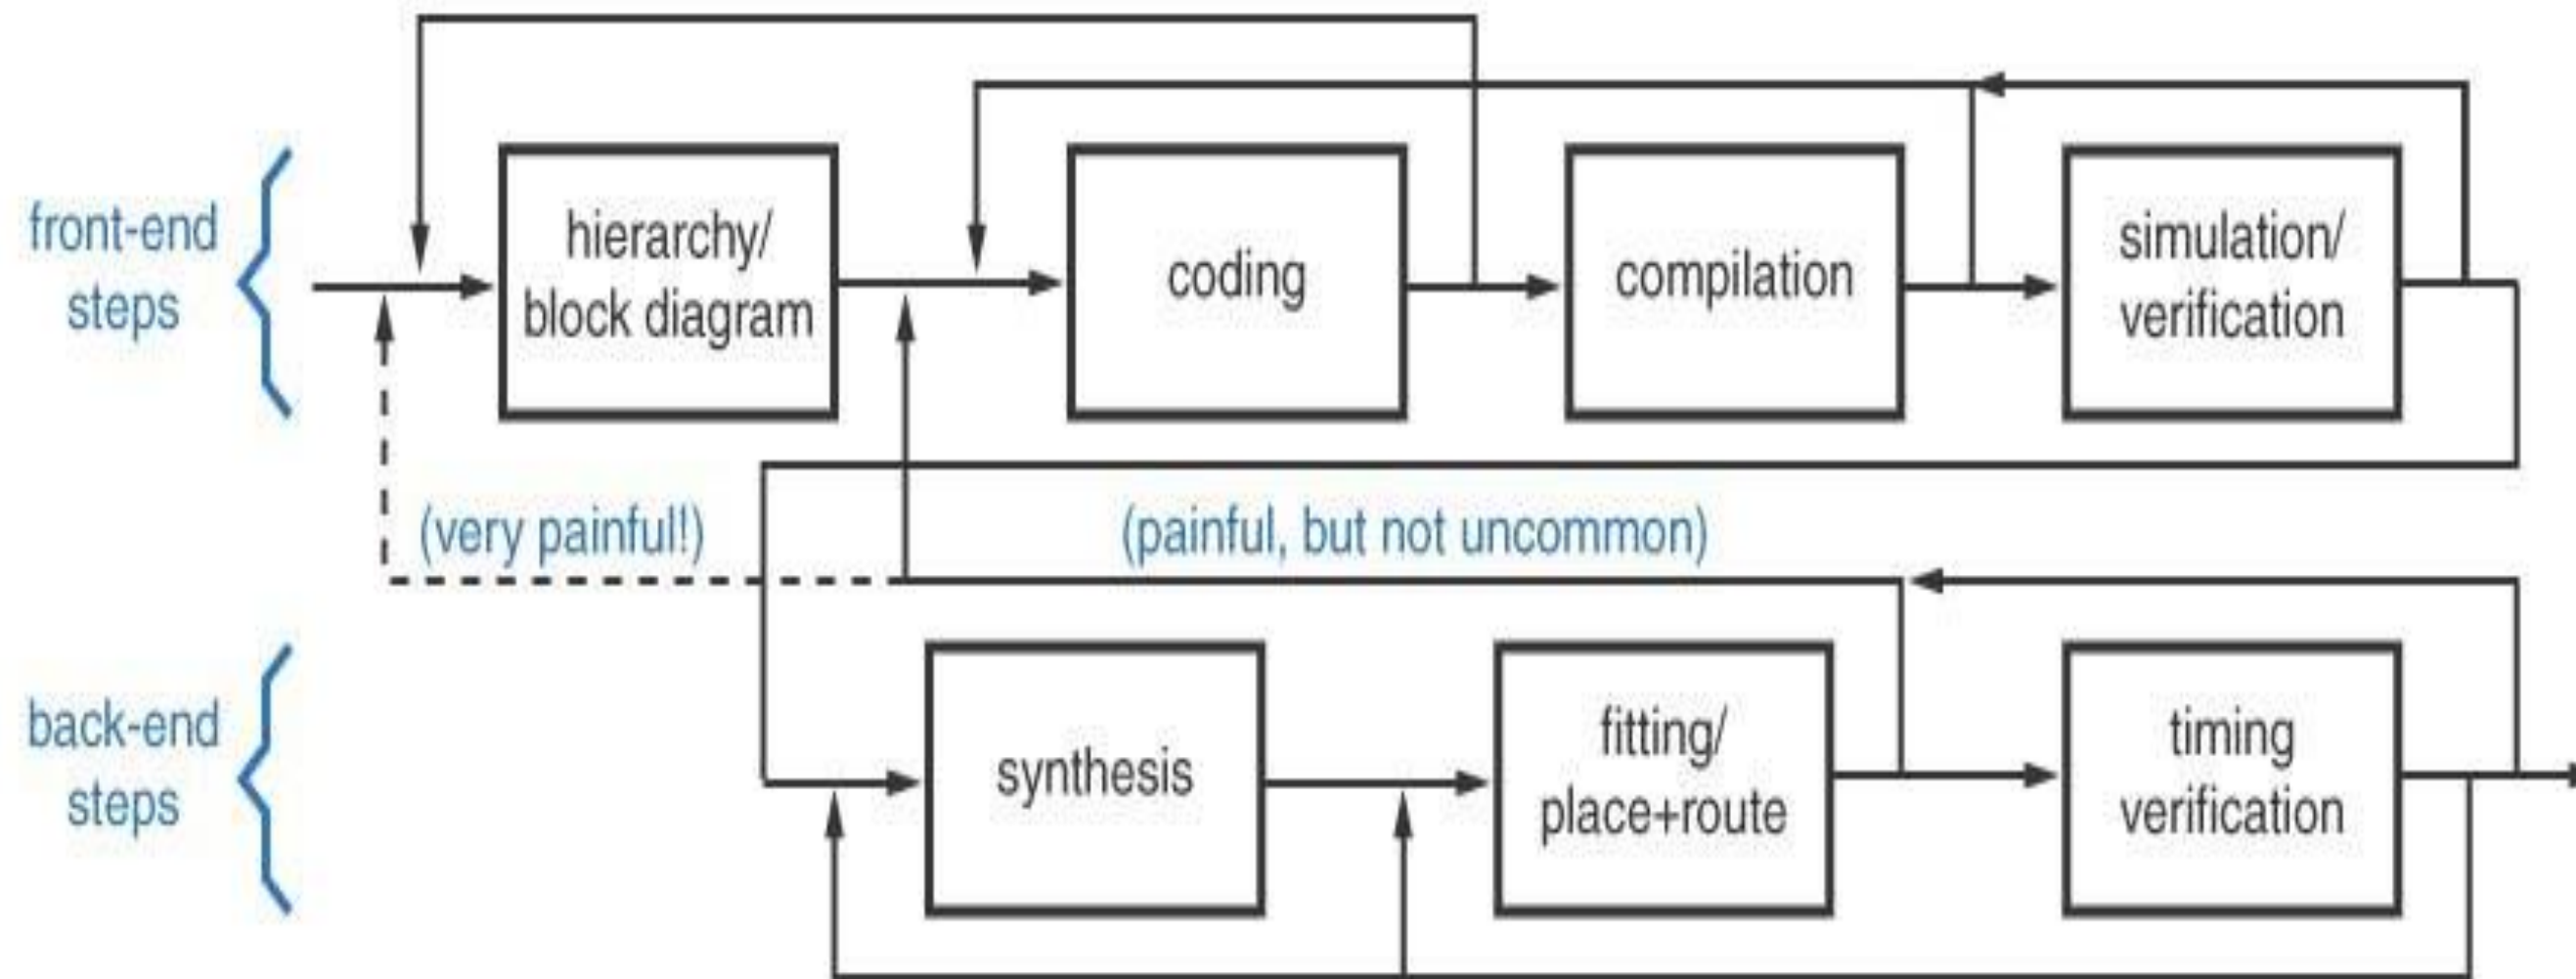 front-end
steps
hierarchy/
block diagram
coding
compilation
simulation/
verification
(very painful!)
(painful, but not uncommon)
back-end
steps
synthesis
fitting/
place+route
timing
verification